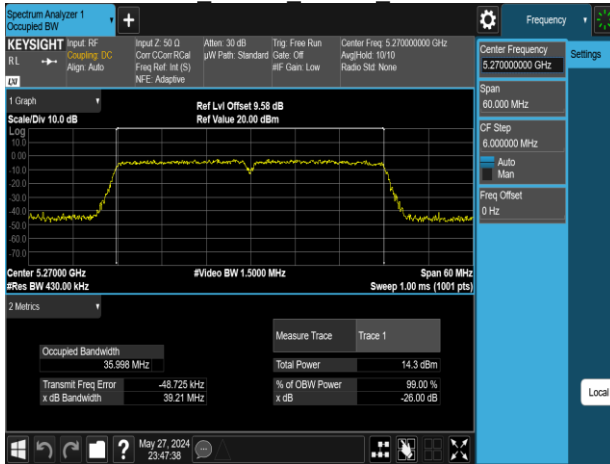 Spectrum Analyzer 1
Occupied BW
Frequency
KEYSIGHT
R L
LXI
Input: RF
Coupling: DC
Align: Auto
Input Z: 50 Ω
Corr CCorr RCal
Freq Ref: Int (S)
NFE: Adaptive
Atten: 30 dB
µW Path: Standard
Trig: Free Run
Gate: Off
#IF Gain: Low
Center Freq: 5.270000000 GHz
Avg|Hold: 10/10
Radio Std: None
Center Frequency
5.270000000 GHz
Settings
Span
60.000 MHz
CF Step
6.000000 MHz
Auto
Man
Freq Offset
0 Hz
Local
1 Graph
Scale/Div 10.0 dB
Ref Lvl Offset 9.58 dB
Ref Value 20.00 dBm
Log
10.0
0.00
-10.0
-20.0
-30.0
-40.0
-50.0
-60.0
-70.0
Center 5.27000 GHz
#Video BW 1.5000 MHz
Span 60 MHz
#Res BW 430.00 kHz
Sweep 1.00 ms (1001 pts)
2 Metrics
Measure Trace Trace 1
Occupied Bandwidth
35.998 MHz
Total Power 14.3 dBm
Transmit Freq Error -48.725 kHz
% of OBW Power 99.00 %
x dB Bandwidth 39.21 MHz
x dB -26.00 dB
May 27, 2024
23:47:38